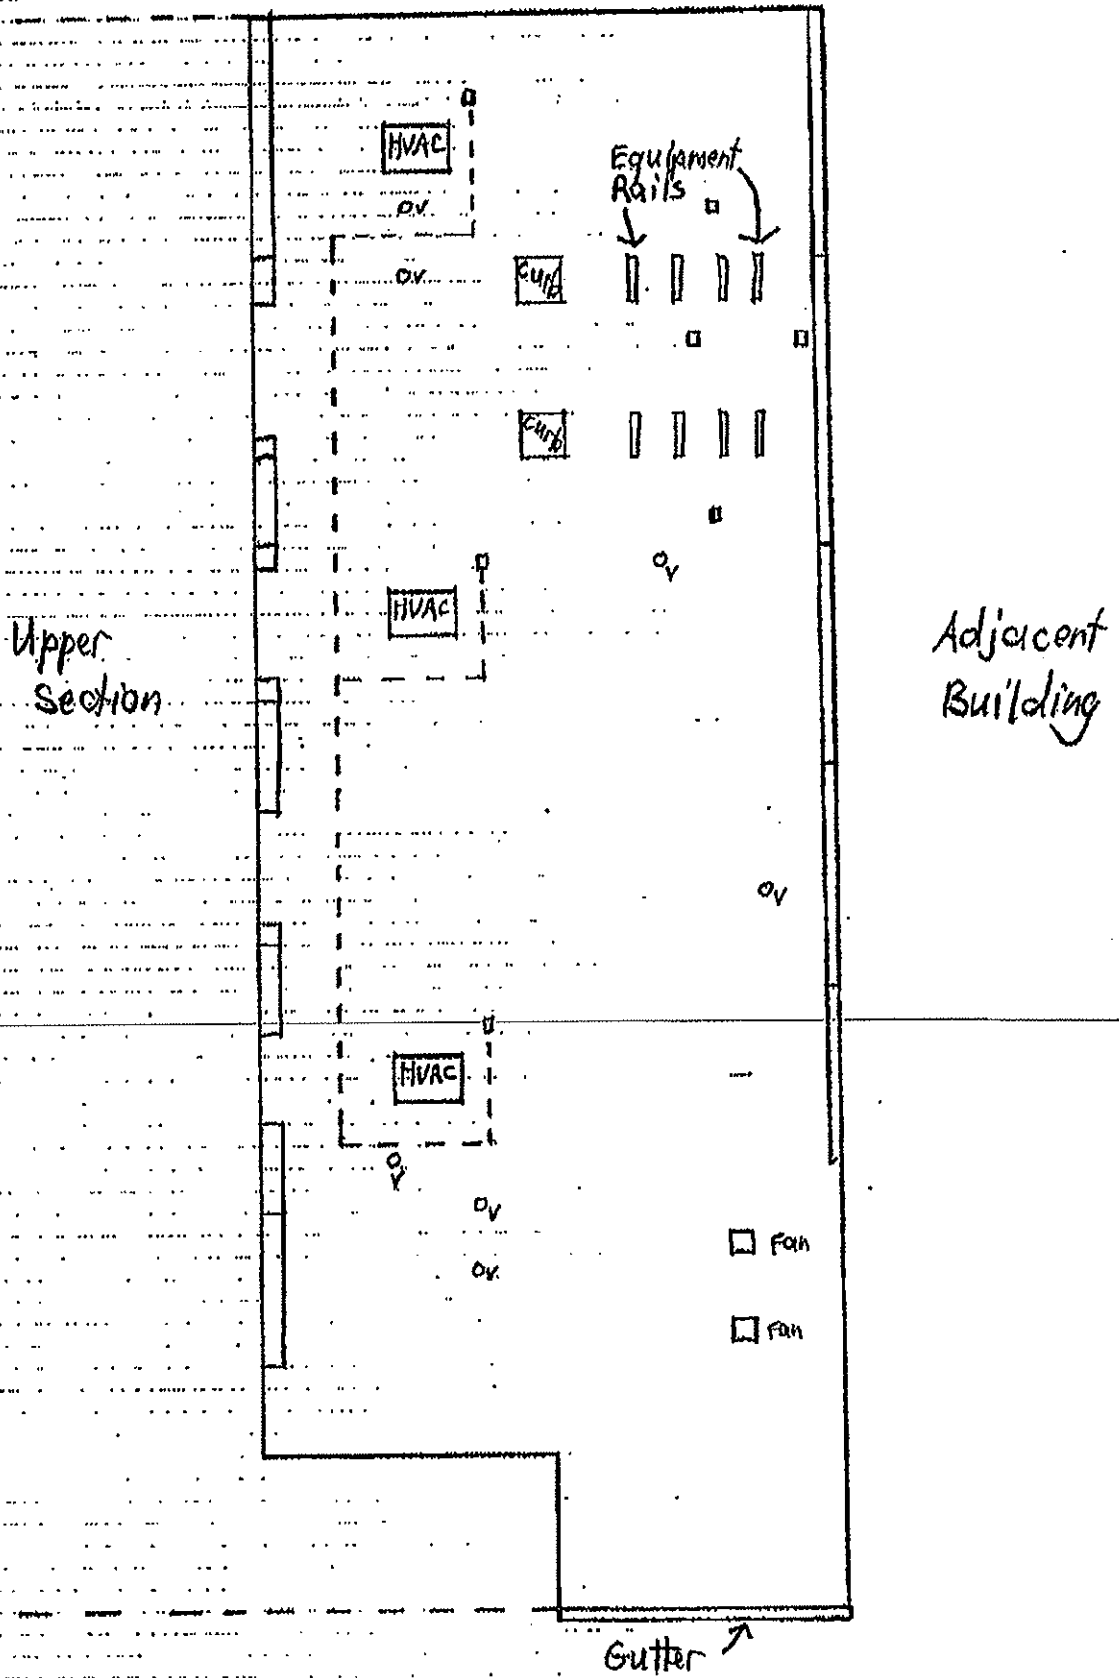 HVAC
Equipment
Rails
OV
OV
Curb
Curb
OV
HVAC
Upper
Section
Adjacent
Building
OV
HVAC
OV
OV
OV
Fan
Fan
Gutter